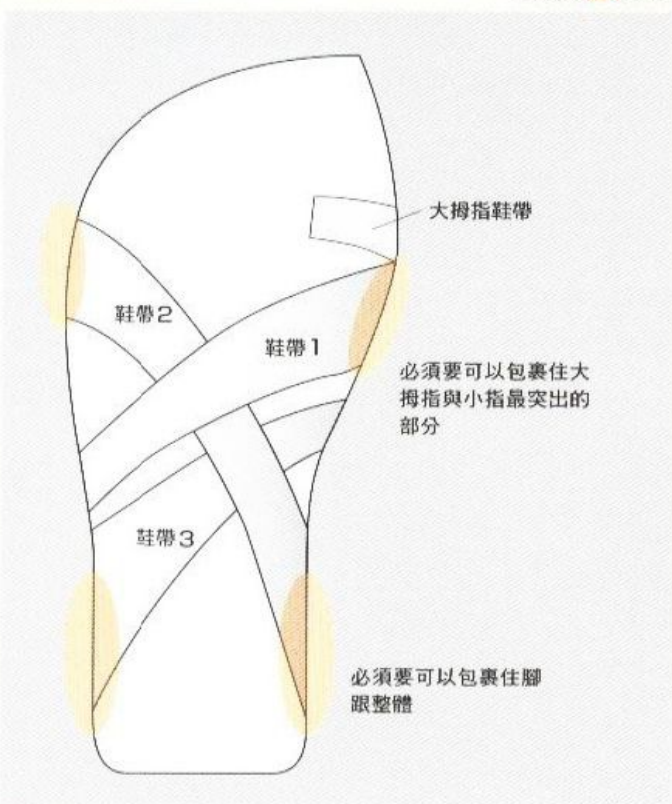 大拇指鞋帶
鞋帶2
鞋帶1
必須要可以包裹住大
拇指與小指最突出的
部分
鞋帶3
必須要可以包裹住腳
跟整體